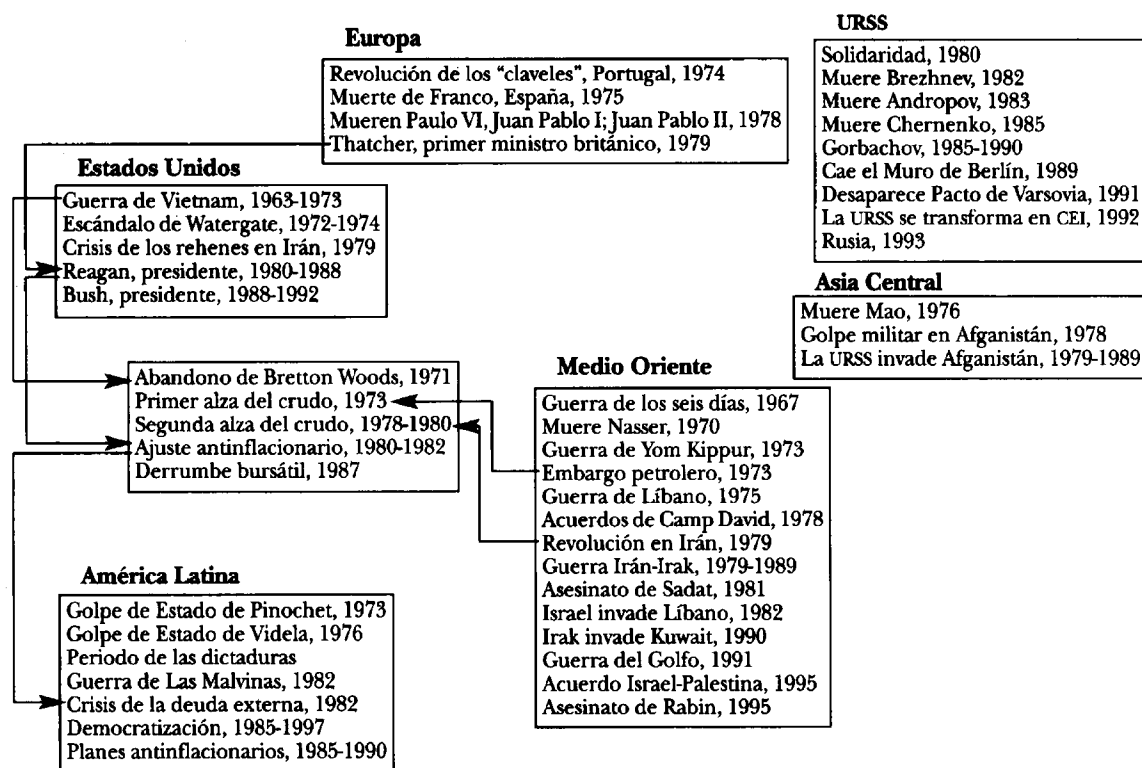 Europa
Revolución de los “claveles”, Portugal, 1974
Muerte de Franco, España, 1975
Mueren Paulo VI, Juan Pablo I; Juan Pablo II, 1978
Thatcher, primer ministro británico, 1979
URSS
Solidaridad, 1980
Muere Brezhnev, 1982
Muere Andropov, 1983
Muere Chernenko, 1985
Gorbachov, 1985-1990
Cae el Muro de Berlín, 1989
Desaparece Pacto de Varsovia, 1991
La URSS se transforma en CEI, 1992
Rusia, 1993
Estados Unidos
Guerra de Vietnam, 1963-1973
Escándalo de Watergate, 1972-1974
Crisis de los rehenes en Irán, 1979
Reagan, presidente, 1980-1988
Bush, presidente, 1988-1992
Asia Central
Muere Mao, 1976
Golpe militar en Afganistán, 1978
La URSS invade Afganistán, 1979-1989
Abandono de Bretton Woods, 1971
Primer alza del crudo, 1973
Segunda alza del crudo, 1978-1980
Ajuste antinflacionario, 1980-1982
Derrumbe bursátil, 1987
Medio Oriente
Guerra de los seis días, 1967
Muere Nasser, 1970
Guerra de Yom Kippur, 1973
Embargo petrolero, 1973
Guerra de Líbano, 1975
Acuerdos de Camp David, 1978
Revolución en Irán, 1979
Guerra Irán-Irak, 1979-1989
Asesinato de Sadat, 1981
Israel invade Líbano, 1982
Irak invade Kuwait, 1990
Guerra del Golfo, 1991
Acuerdo Israel-Palestina, 1995
Asesinato de Rabin, 1995
América Latina
Golpe de Estado de Pinochet, 1973
Golpe de Estado de Videla, 1976
Periodo de las dictaduras
Guerra de Las Malvinas, 1982
Crisis de la deuda externa, 1982
Democratización, 1985-1997
Planes antinflacionarios, 1985-1990